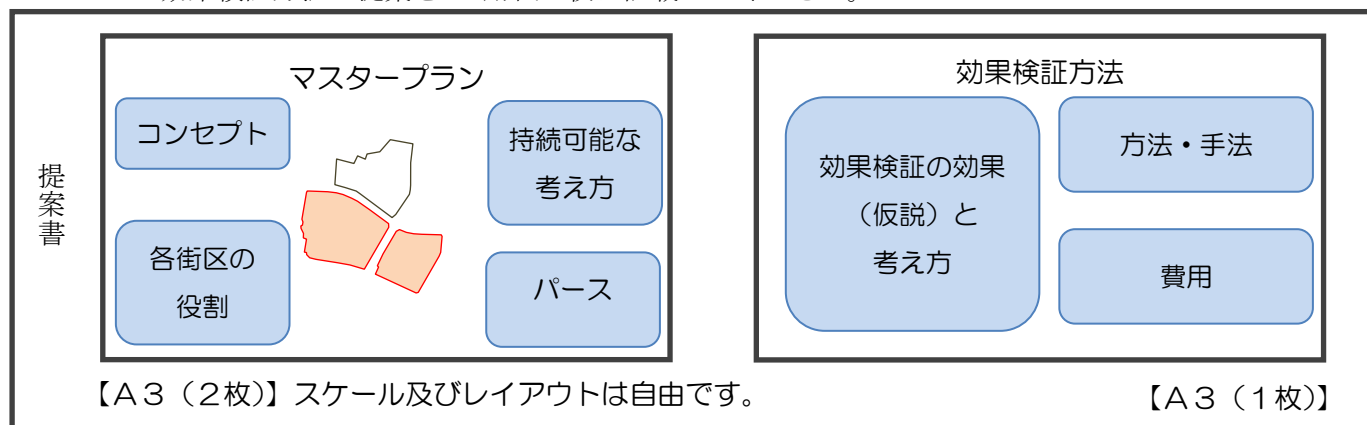 提案書
マスタープラン
コンセプト
各街区の
役割
持続可能な
考え方
パース
【A3(2枚)】スケール及びレイアウトは自由です。
効果検証方法
効果検証の効果
(仮説)と
考え方
方法・手法
費用
【A3(1枚)】